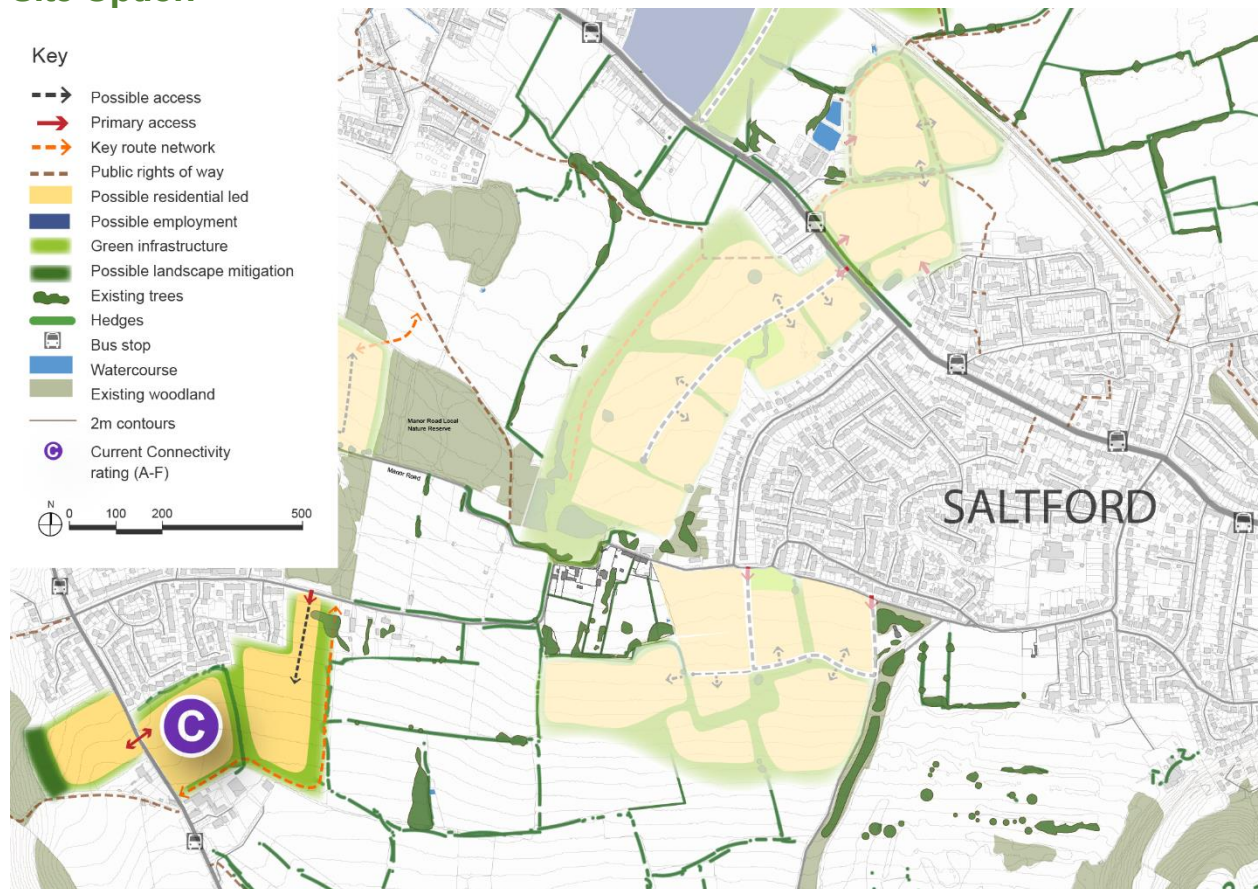 Site Option
Key
Possible access
Primary access
Key route network
Public rights of way
Possible residential led
Possible employment
Green infrastructure
Possible landscape mitigation
Existing trees
Hedges
Bus stop
Watercourse
Existing woodland
2m contours
C
Current Connectivity
rating (A-F)
N
0 100 200 500
Manor Road Local
Nature Reserve
Manor Road
SALTFORD
C